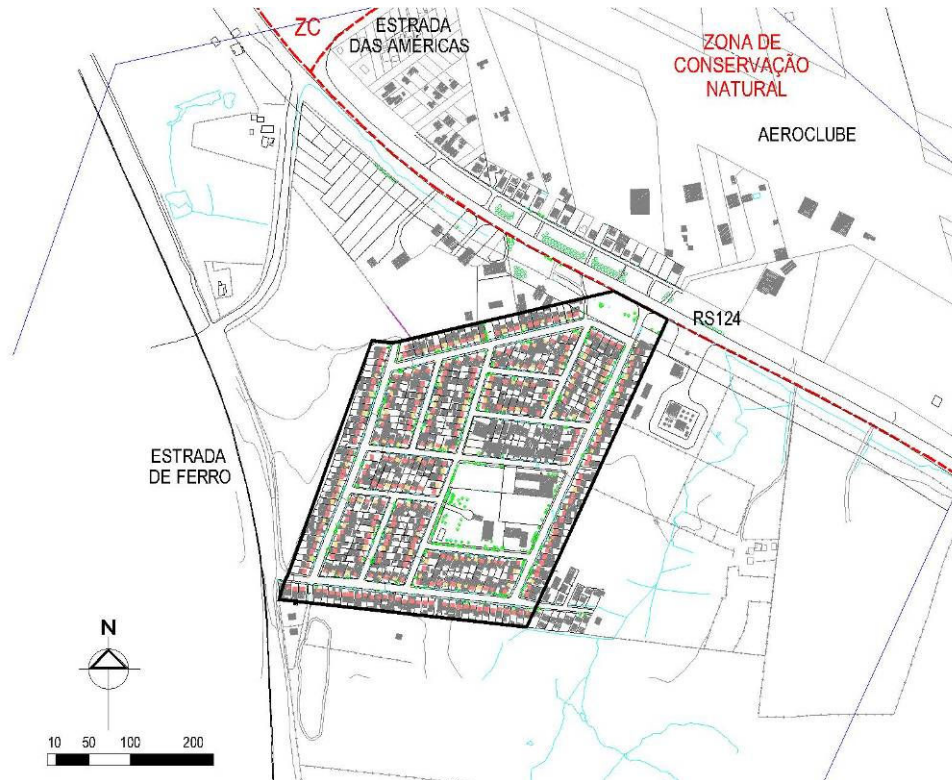 ZC
ESTRADA
DAS AMÉRICAS
ZONA DE
CONSERVAÇÃO
NATURAL
AEROCLUBE
RS124
ESTRADA
DE FERRO
N
10 50 100 200